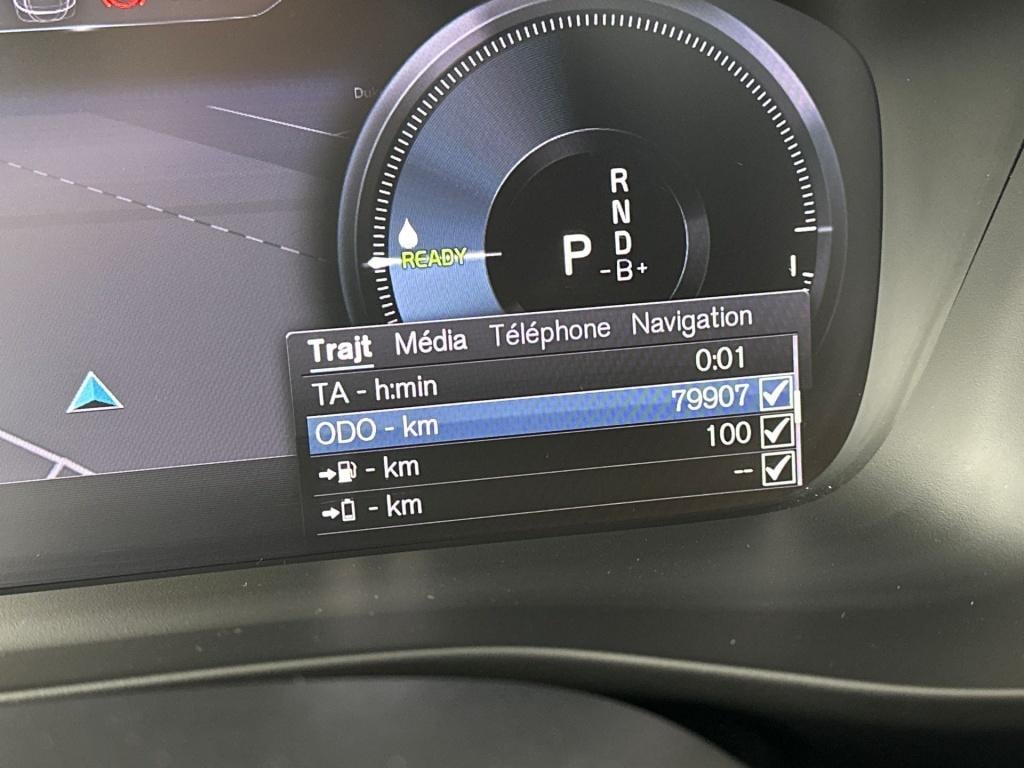 R
N
READY
P D
-B+
Trajt Média Téléphone Navigation
TA - h:min 0:01
ODO - km 79907
- km 100
- km --